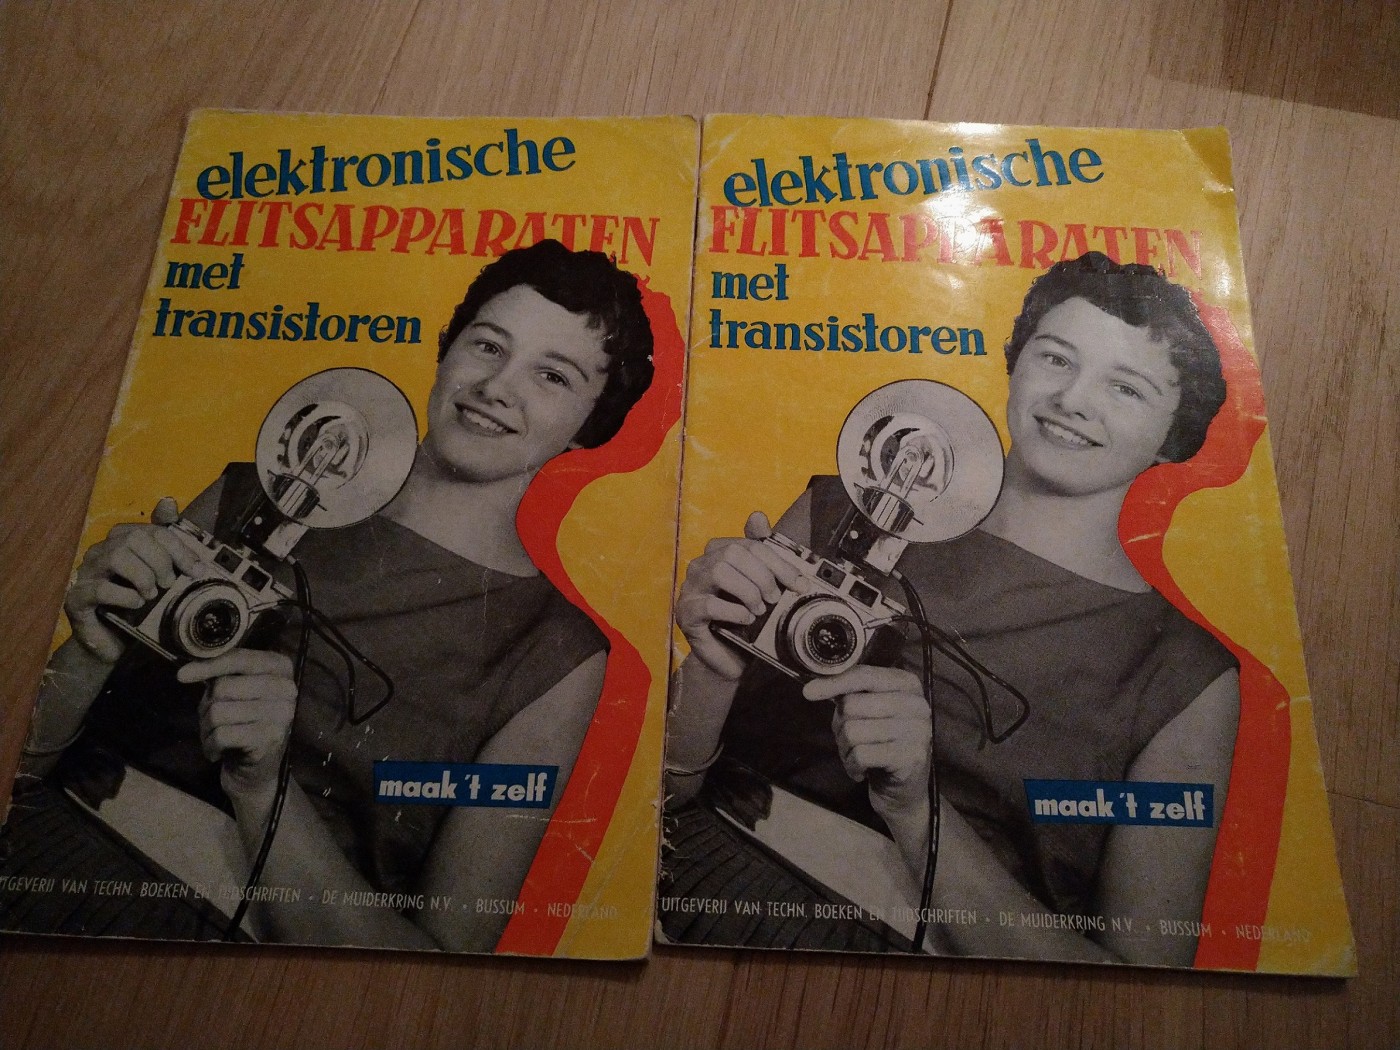 elektronische
FLITSAPPARATEN
met
transistoren
maak 't zelf
UITGEVERIJ VAN TECHN. BOEKEN EN TIJDSCHRIFTEN • DE MUIDERKRING N.V. • BUSSUM • NEDERLAND
elektronische
FLITSAPPARATEN
met
transistoren
maak 't zelf
UITGEVERIJ VAN TECHN. BOEKEN EN TIJDSCHRIFTEN • DE MUIDERKRING N.V. • BUSSUM • NEDERLAND